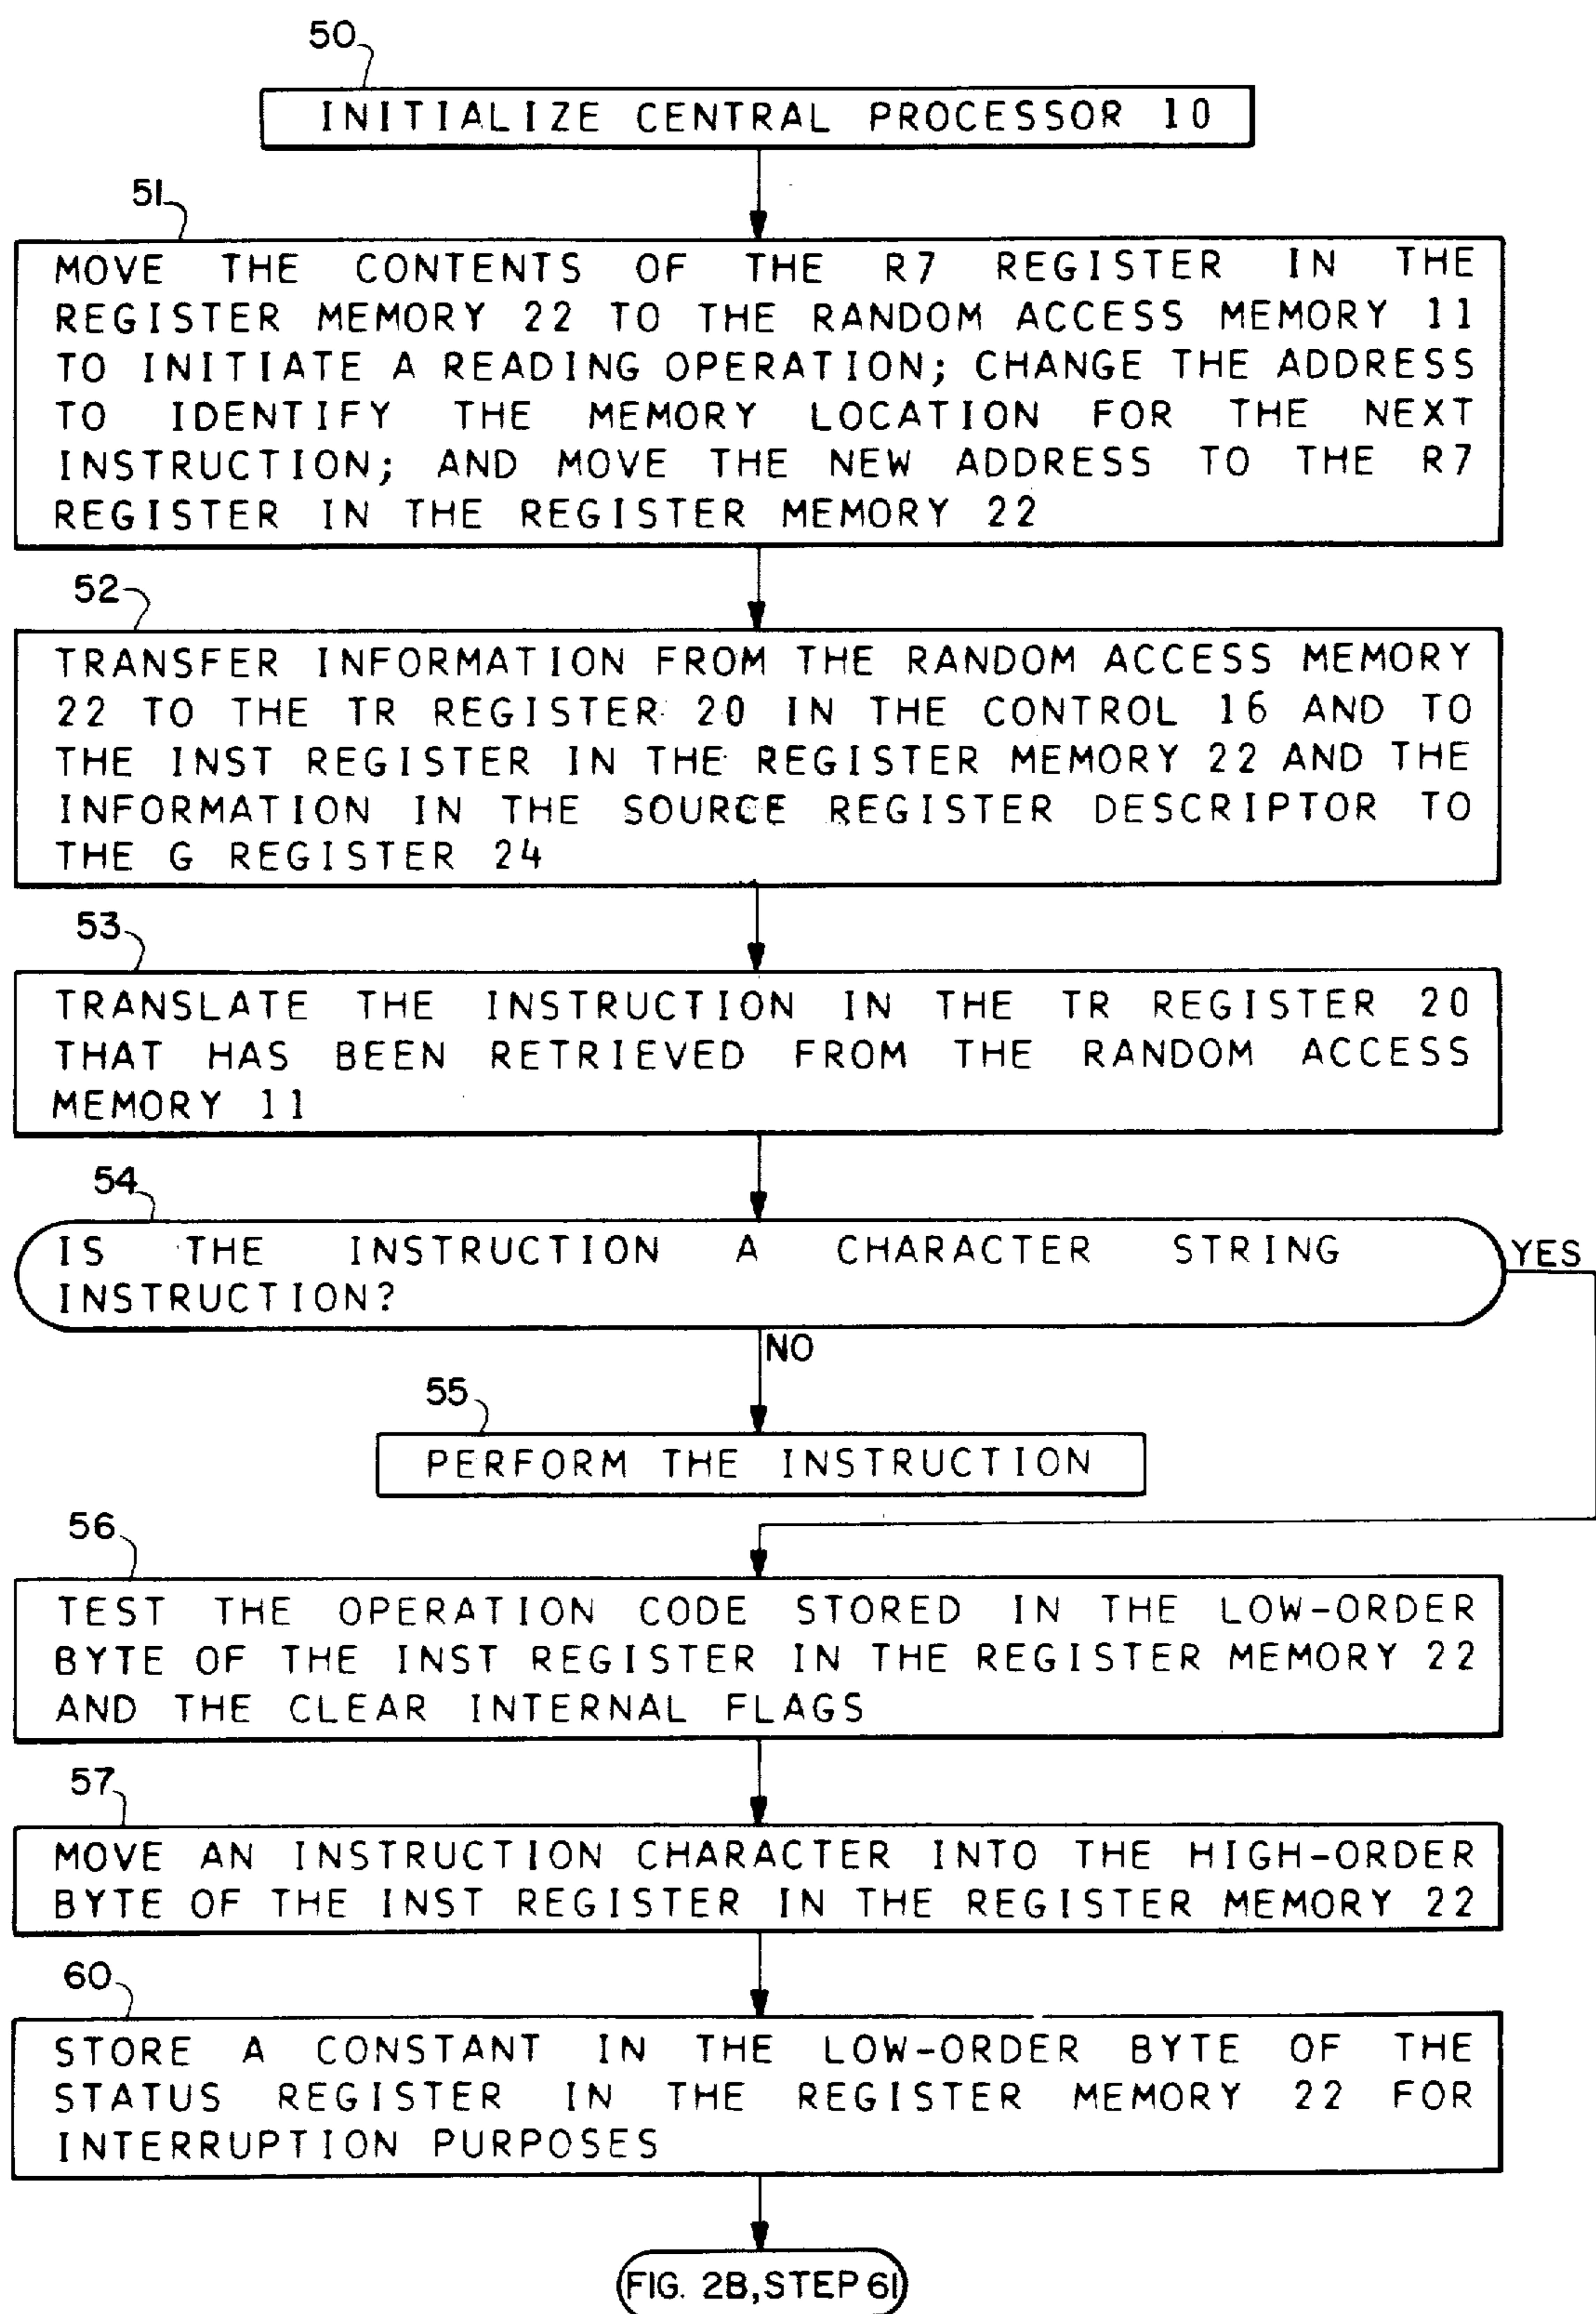 50
INITIALIZE CENTRAL PROCESSOR 10
51
MOVE THE CONTENTS OF THE R7 REGISTER IN THE
REGISTER MEMORY 22 TO THE RANDOM ACCESS MEMORY 11
TO INITIATE A READING OPERATION; CHANGE THE ADDRESS
TO IDENTIFY THE MEMORY LOCATION FOR THE NEXT
INSTRUCTION; AND MOVE THE NEW ADDRESS TO THE R7
REGISTER IN THE REGISTER MEMORY 22
52
TRANSFER INFORMATION FROM THE RANDOM ACCESS MEMORY
22 TO THE TR REGISTER 20 IN THE CONTROL 16 AND TO
THE INST REGISTER IN THE REGISTER MEMORY 22 AND THE
INFORMATION IN THE SOURCE REGISTER DESCRIPTOR TO
THE G REGISTER 24
53
TRANSLATE THE INSTRUCTION IN THE TR REGISTER 20
THAT HAS BEEN RETRIEVED FROM THE RANDOM ACCESS
MEMORY 11
54
IS THE INSTRUCTION A CHARACTER STRING
INSTRUCTION?
YES
NO
55
PERFORM THE INSTRUCTION
56
TEST THE OPERATION CODE STORED IN THE LOW-ORDER
BYTE OF THE INST REGISTER IN THE REGISTER MEMORY 22
AND THE CLEAR INTERNAL FLAGS
57
MOVE AN INSTRUCTION CHARACTER INTO THE HIGH-ORDER
BYTE OF THE INST REGISTER IN THE REGISTER MEMORY 22
60
STORE A CONSTANT IN THE LOW-ORDER BYTE OF THE
STATUS REGISTER IN THE REGISTER MEMORY 22 FOR
INTERRUPTION PURPOSES
FIG. 2B, STEP 61